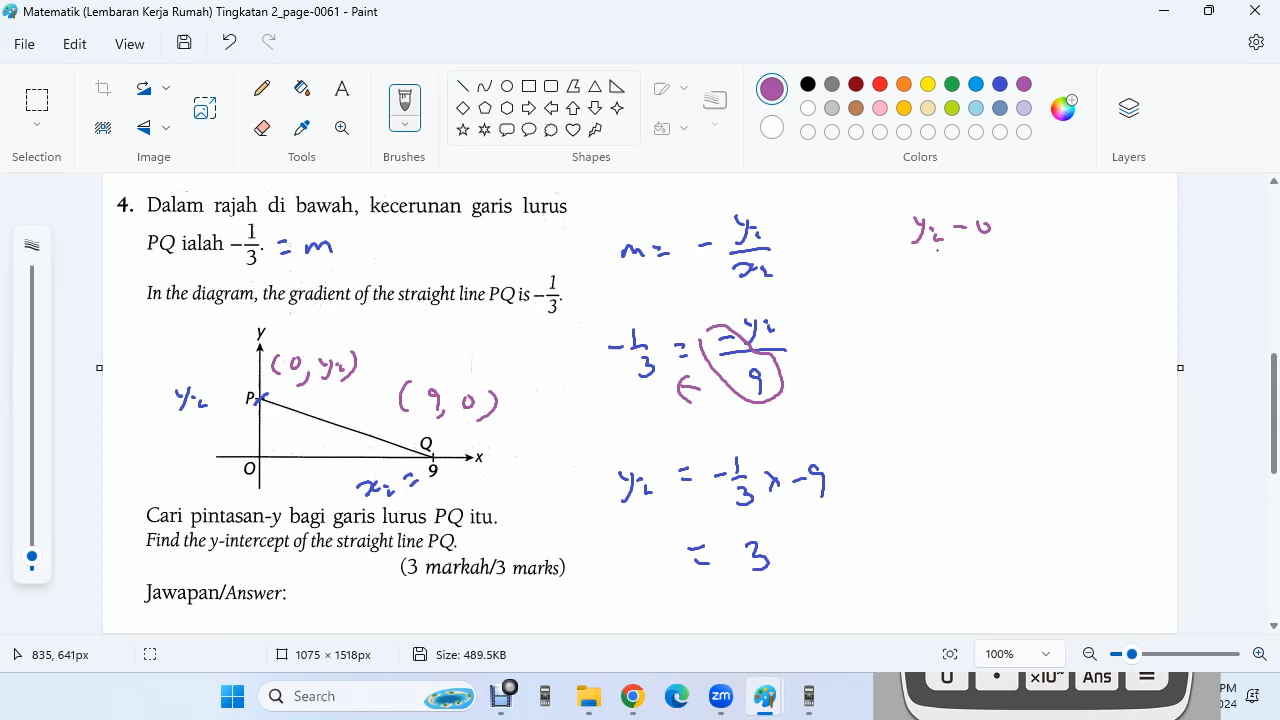 Matematik (Lembaran Kerja Rumah) Tingkatan 2_page-0061 - Paint
File Edit View
Selection Image Tools Brushes Shapes Colors Layers
4. Dalam rajah di bawah, kecerunan garis lurus
PQ ialah -1/3. = m
In the diagram, the gradient of the straight line PQ is -1/3.
y
(0, y₂)
y₂ P
(9, 0)
Q
O 9 x
x₂ =
Cari pintasan-y bagi garis lurus PQ itu.
Find the y-intercept of the straight line PQ.
(3 markah/3 marks)
Jawapan/Answer:
m = - y₂/x₂
-1/3 = -y₂/9
y₂ = -1/3 x -9
= 3
y₂ - 0
835, 641px 1075 × 1518px Size: 489.5KB 100%
Search zm
×10 Ans =
PM
024